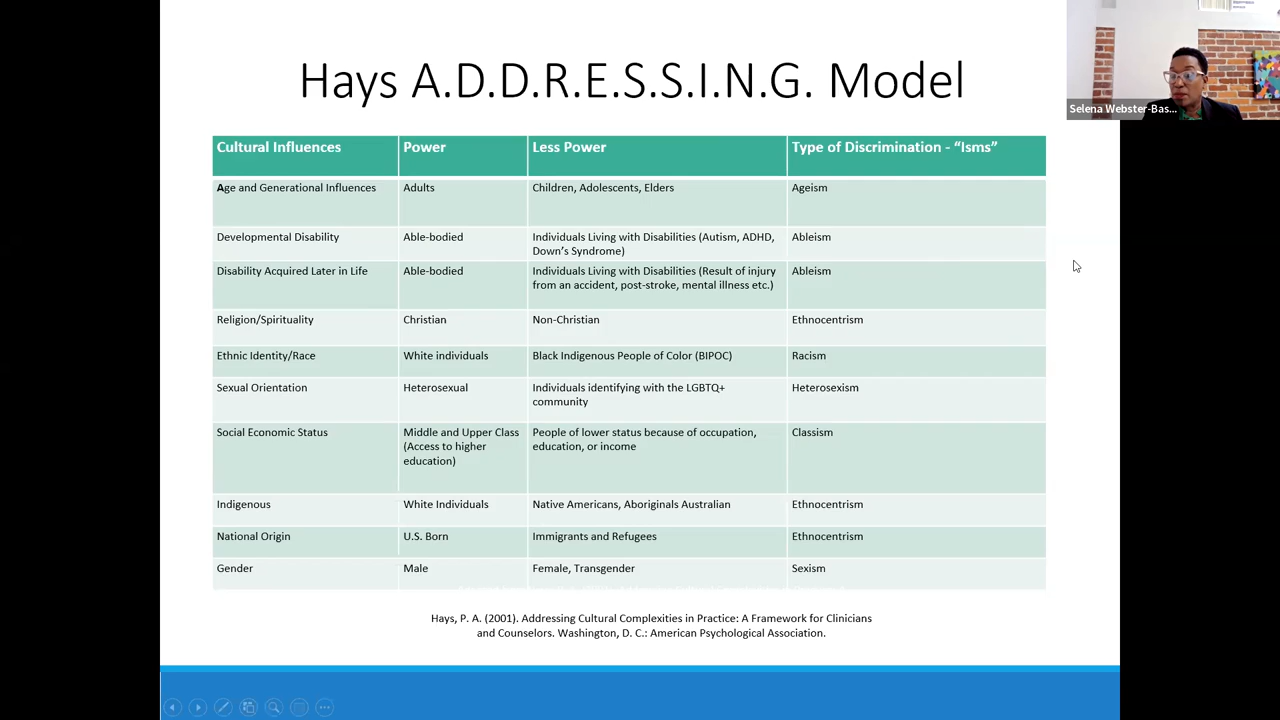 Hays A.D.D.R.E.S.S.I.N.G. Model
Selena Webster-Bas...
Cultural Influences Power Less Power Type of Discrimination - “Isms”
Age and Generational Influences Adults Children, Adolescents, Elders Ageism
Developmental Disability Able-bodied Individuals Living with Disabilities (Autism, ADHD, Ableism
Down’s Syndrome)
Disability Acquired Later in Life Able-bodied Individuals Living with Disabilities (Result of injury Ableism
from an accident, post-stroke, mental illness etc.)
Religion/Spirituality Christian Non-Christian Ethnocentrism
Ethnic Identity/Race White individuals Black Indigenous People of Color (BIPOC) Racism
Sexual Orientation Heterosexual Individuals identifying with the LGBTQ+ Heterosexism
community
Social Economic Status Middle and Upper Class People of lower status because of occupation, Classism
(Access to higher education, or income
education)
Indigenous White Individuals Native Americans, Aboriginals Australian Ethnocentrism
National Origin U.S. Born Immigrants and Refugees Ethnocentrism
Gender Male Female, Transgender Sexism
Hays, P. A. (2001). Addressing Cultural Complexities in Practice: A Framework for Clinicians
and Counselors. Washington, D. C.: American Psychological Association.